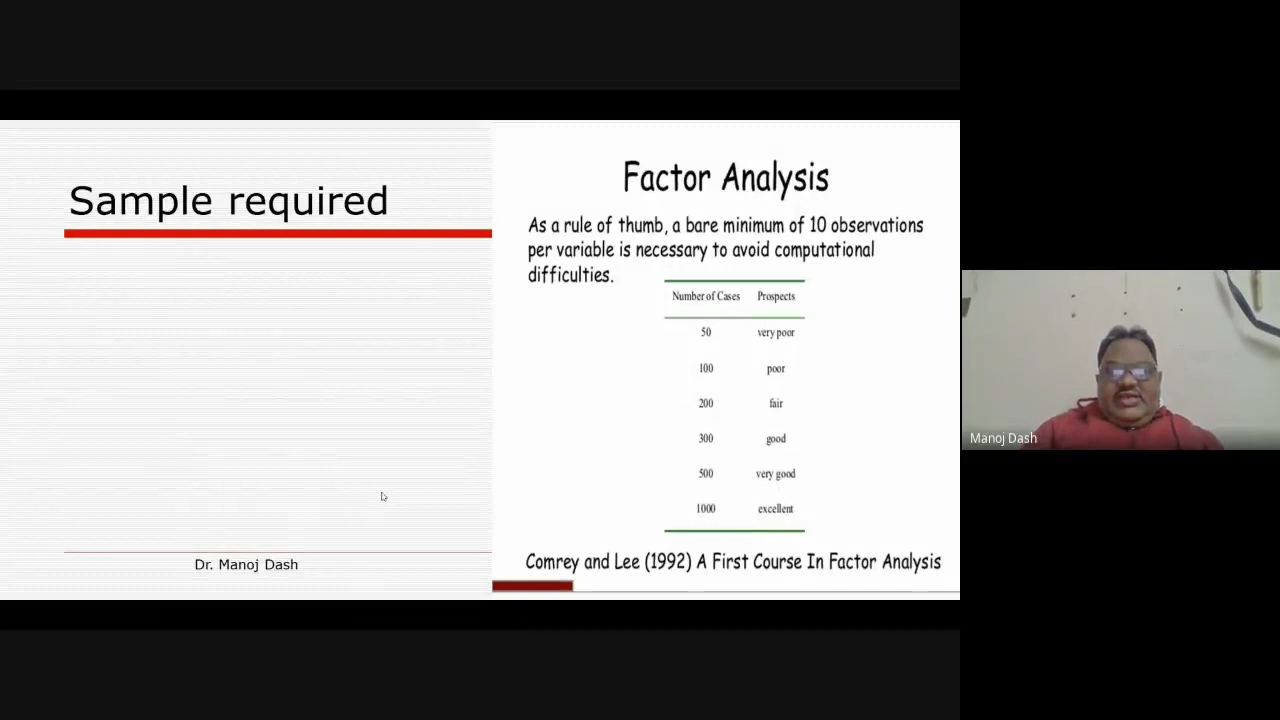 Sample required
Dr. Manoj Dash
Factor Analysis
As a rule of thumb, a bare minimum of 10 observations
per variable is necessary to avoid computational
difficulties.
Number of Cases Prospects
50 very poor
100 poor
200 fair
300 good
500 very good
1000 excellent
Comrey and Lee (1992) A First Course In Factor Analysis
Manoj Dash